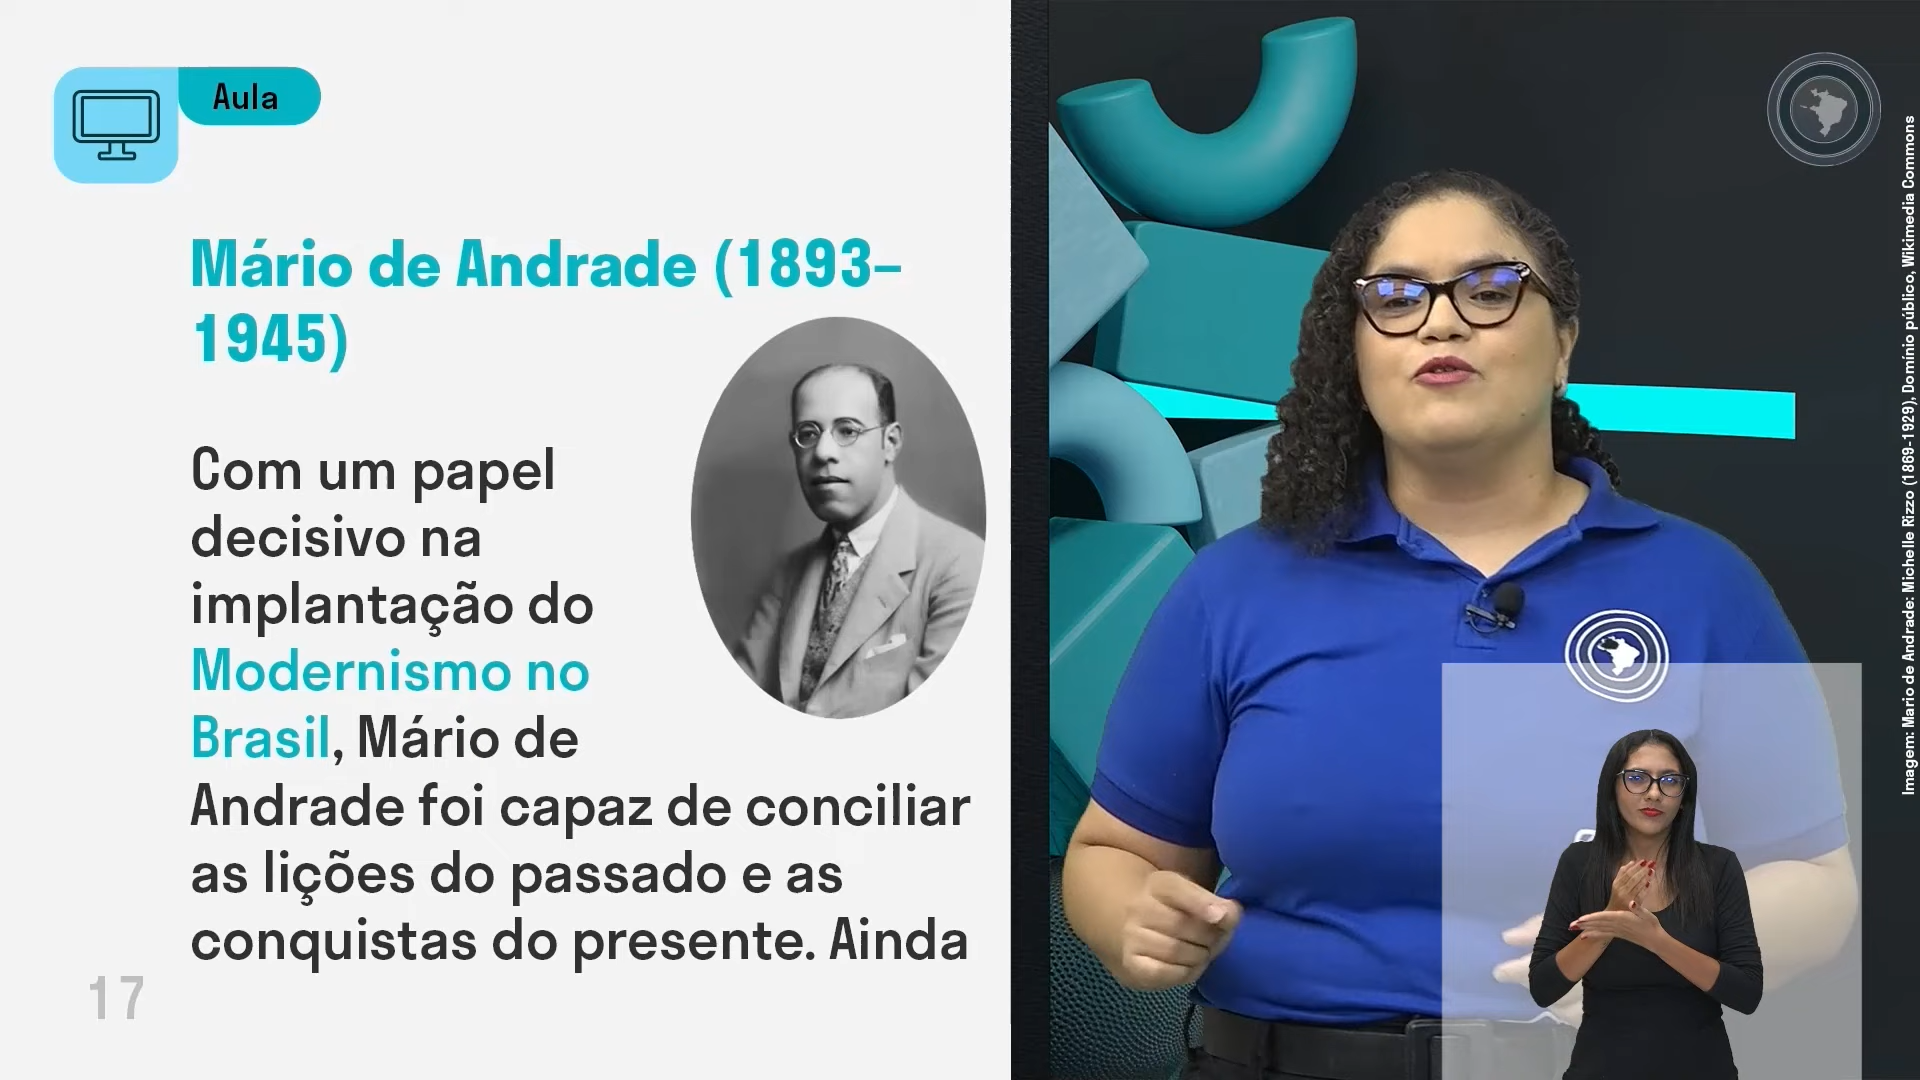 Aula
Mário de Andrade (1893–
1945)
Com um papel
decisivo na
implantação do
Modernismo no
Brasil, Mário de
Andrade foi capaz de conciliar
as lições do passado e as
conquistas do presente. Ainda
17
Imagem: Mario de Andrade: Michelle Rizzo (1869-1929), Domínio público, Wikimedia Commons